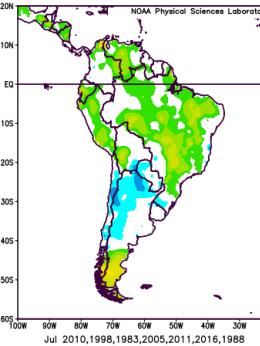 NOAA Physical Sciences Laborato
20N
10N
EQ
10S
20S
30S
40S
50S
60S
100W 90W 80W 70W 60W 50W 40W 30W
Jul 2010,1998,1983,2005,2011,2016,1988